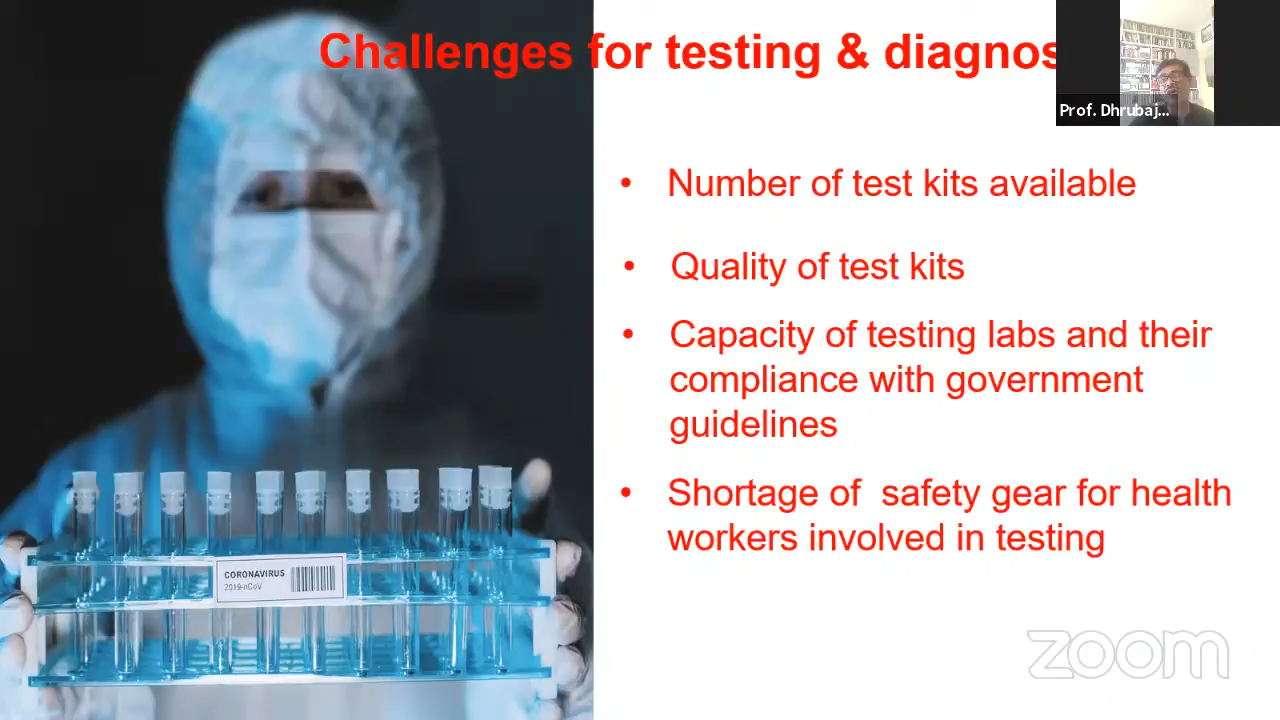 Challenges for testing & diagnos
Prof. Dhrubaj...
• Number of test kits available
• Quality of test kits
• Capacity of testing labs and their
compliance with government
guidelines
• Shortage of safety gear for health
workers involved in testing
CORONAVIRUS
2019-nCoV
zoom